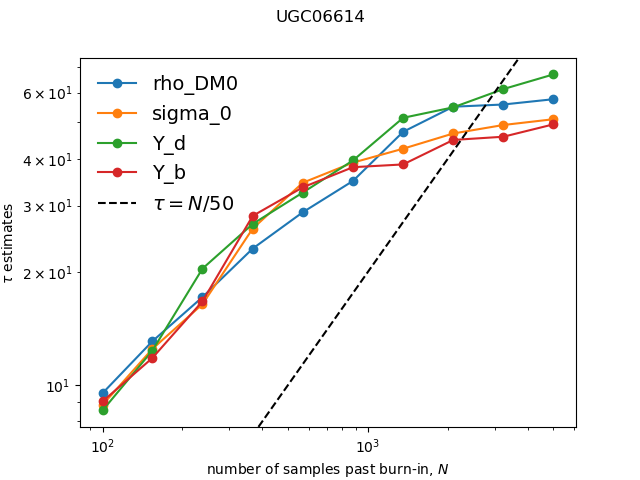 UGC06614
rho_DM0
sigma_0
Y_d
Y_b
τ = N/50
6 × 10¹
4 × 10¹
3 × 10¹
2 × 10¹
10¹
τ estimates
10² 10³
number of samples past burn-in, N